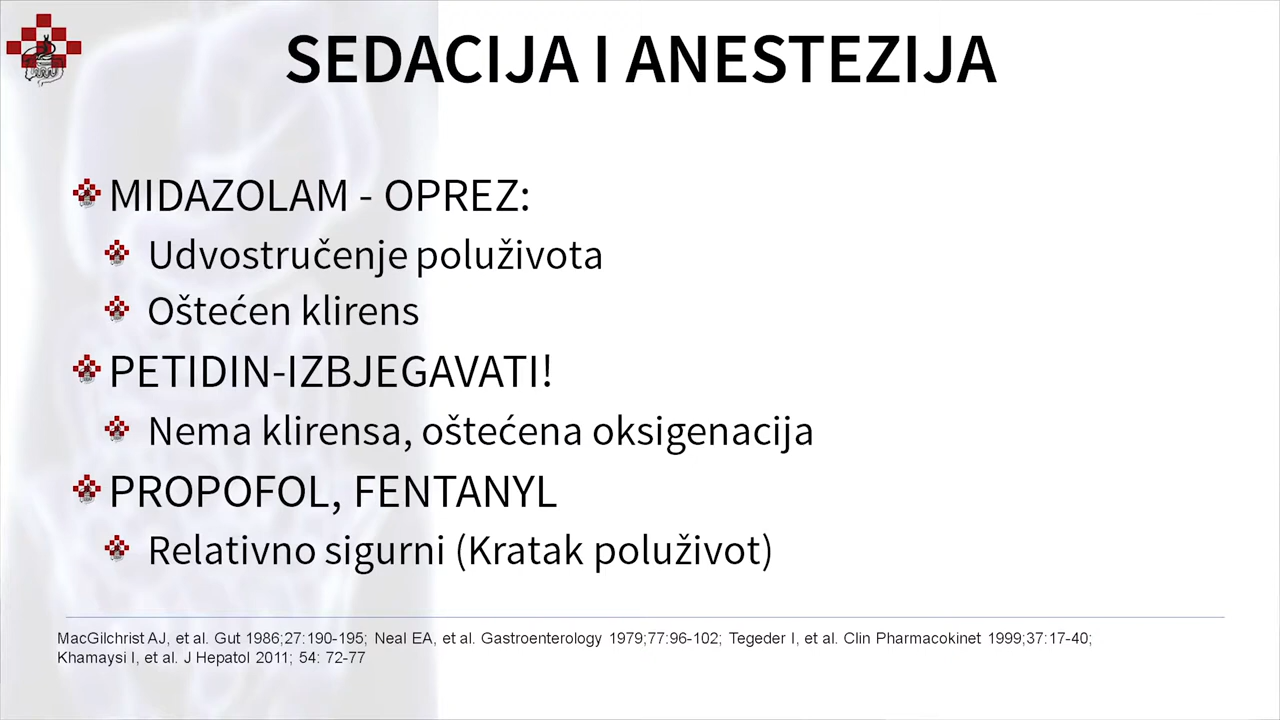 SEDACIJA I ANESTEZIJA
MIDAZOLAM - OPREZ:
Udvostručenje poluživota
Oštećen klirens
PETIDIN-IZBJEGAVATI!
Nema klirensa, oštećena oksigenacija
PROPOFOL, FENTANYL
Relativno sigurni (Kratak poluživot)
MacGilchrist AJ, et al. Gut 1986;27:190-195; Neal EA, et al. Gastroenterology 1979;77:96-102; Tegeder I, et al. Clin Pharmacokinet 1999;37:17-40;
Khamaysi I, et al. J Hepatol 2011; 54: 72-77